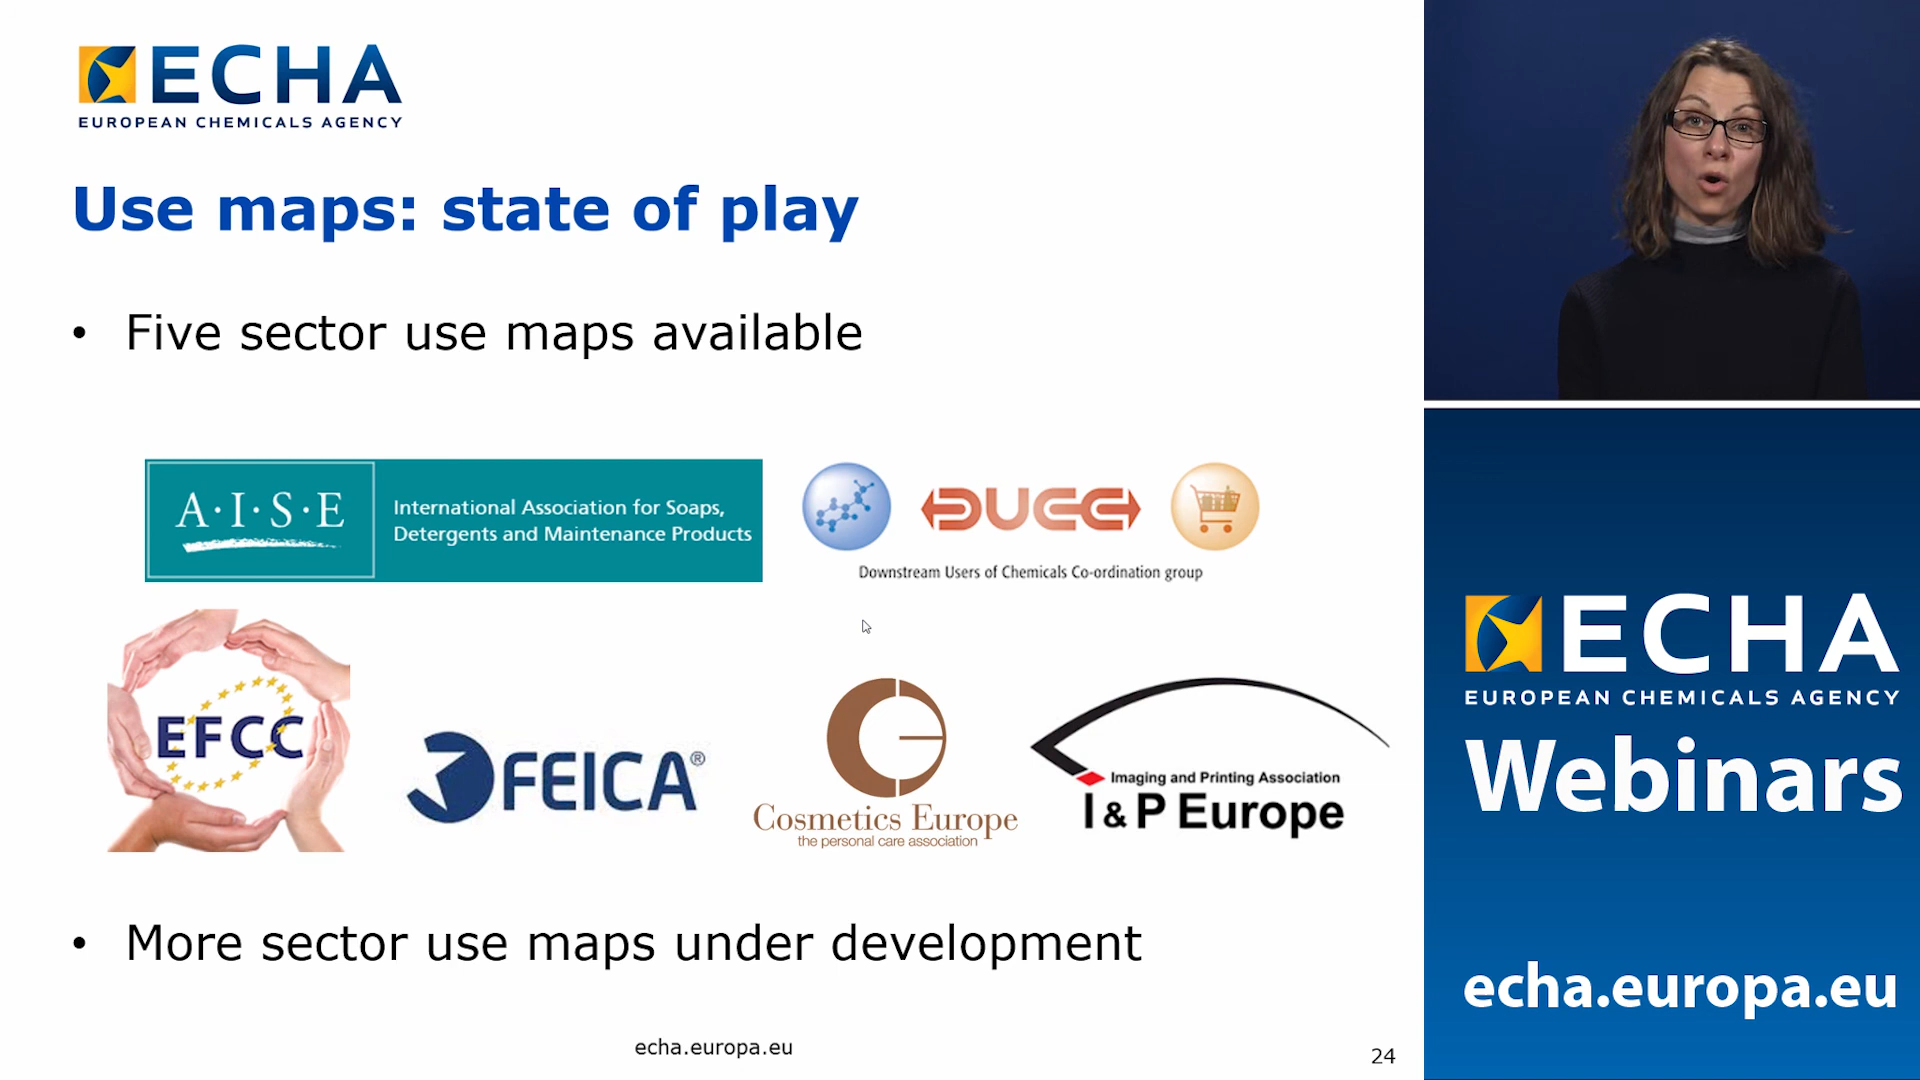 ECHA
EUROPEAN CHEMICALS AGENCY
Use maps: state of play
• Five sector use maps available
A·I·S·E
International Association for Soaps,
Detergents and Maintenance Products
DUCC
Downstream Users of Chemicals Co-ordination group
EFCC
FEICA®
Cosmetics Europe
the personal care association
Imaging and Printing Association
I & P Europe
• More sector use maps under development
echa.europa.eu
24
ECHA
EUROPEAN CHEMICALS AGENCY
Webinars
echa.europa.eu